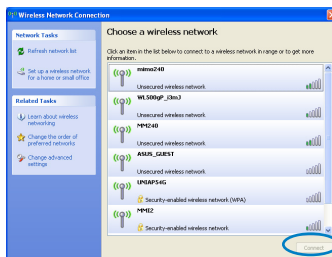 Wireless Network Connection
Network Tasks
Refresh network list
Set up a wireless network
for a home or small office
Related Tasks
Learn about wireless
networking
Change the order of
preferred networks
Change advanced
settings
Choose a wireless network
Click an item in the list below to connect to a wireless network in range or to get more
information.
mimo240
Unsecured wireless network
WL500gP_i3mJ
Unsecured wireless network
MM240
Unsecured wireless network
ASUS_GUEST
Unsecured wireless network
UMAP54G
Security-enabled wireless network (WPA)
MMI2
Security-enabled wireless network
Connect